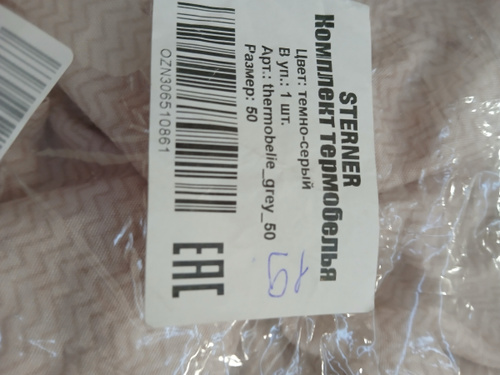 STERNER
Комплект термобелья
Цвет: темно-серый
В уп.: 1 шт.
Арт.: thermobelie_grey_50
Размер: 50
OZN306510861
EAC